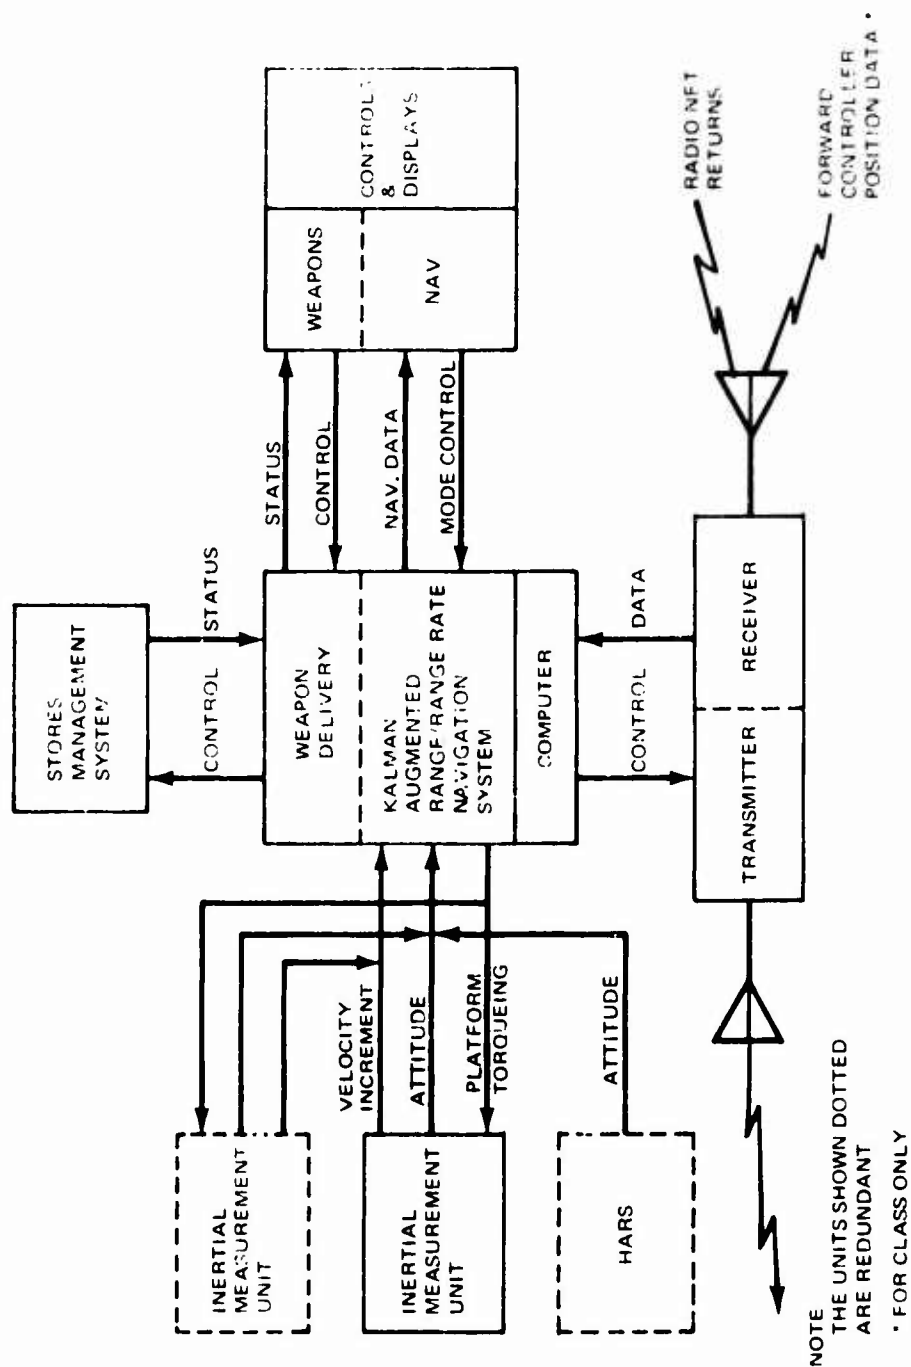 STORES
MANAGEMENT
SYSTEM
CONTROL
STATUS
WEAPON
DELIVERY
KALMAN
AUGMENTED
RANGE/RANGE RATE
NAVIGATION
SYSTEM
COMPUTER
STATUS
CONTROL
NAV. DATA
MODE CONTROL
WEAPONS
NAV
CONTROLS
&
DISPLAYS
INERTIAL
MEASUREMENT
UNIT
INERTIAL
MEASUREMENT
UNIT
HARS
VELOCITY
INCREMENT
ATTITUDE
PLATFORM
TORQUEING
ATTITUDE
CONTROL
DATA
TRANSMITTER
RECEIVER
RADIO NET
RETURNS
FORWARD
CONTROLLER
POSITION DATA *
NOTE
THE UNITS SHOWN DOTTED
ARE REDUNDANT
* FOR CLASS ONLY